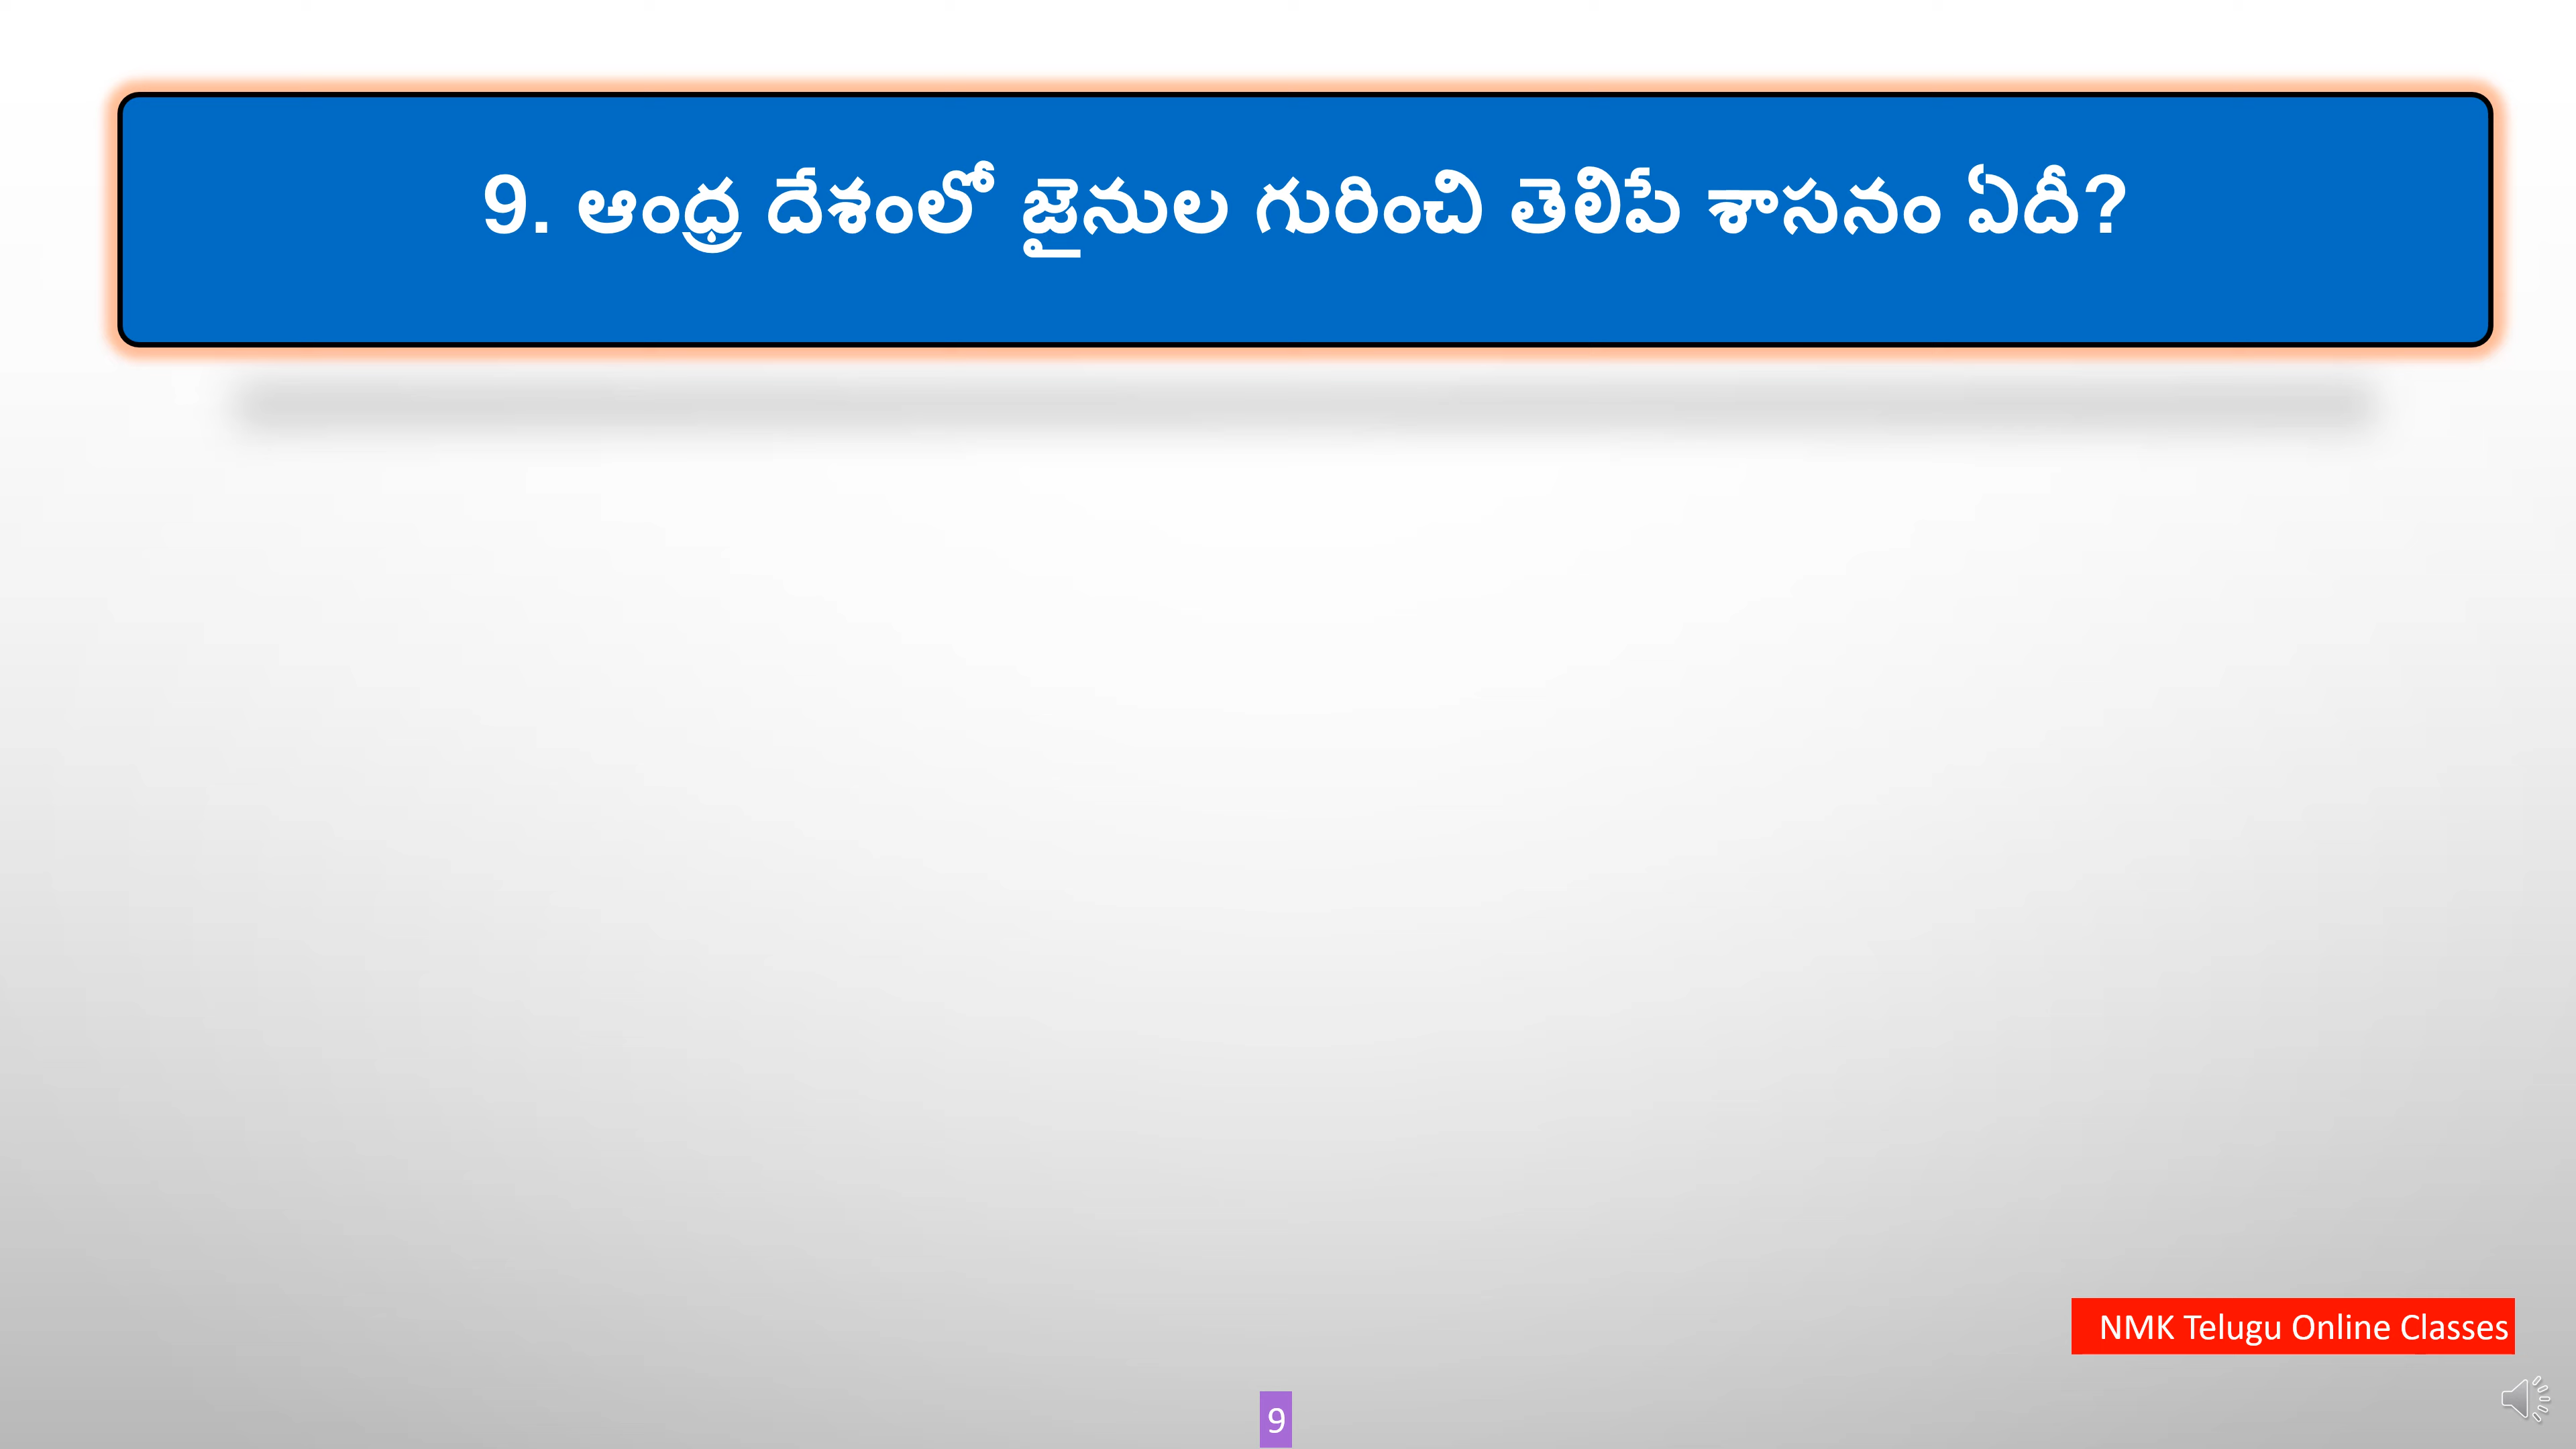 9. ఆంధ్ర దేశంలో జైనుల గురించి తెలిపే శాసనం ఏదీ?
NMK Telugu Online Classes
9